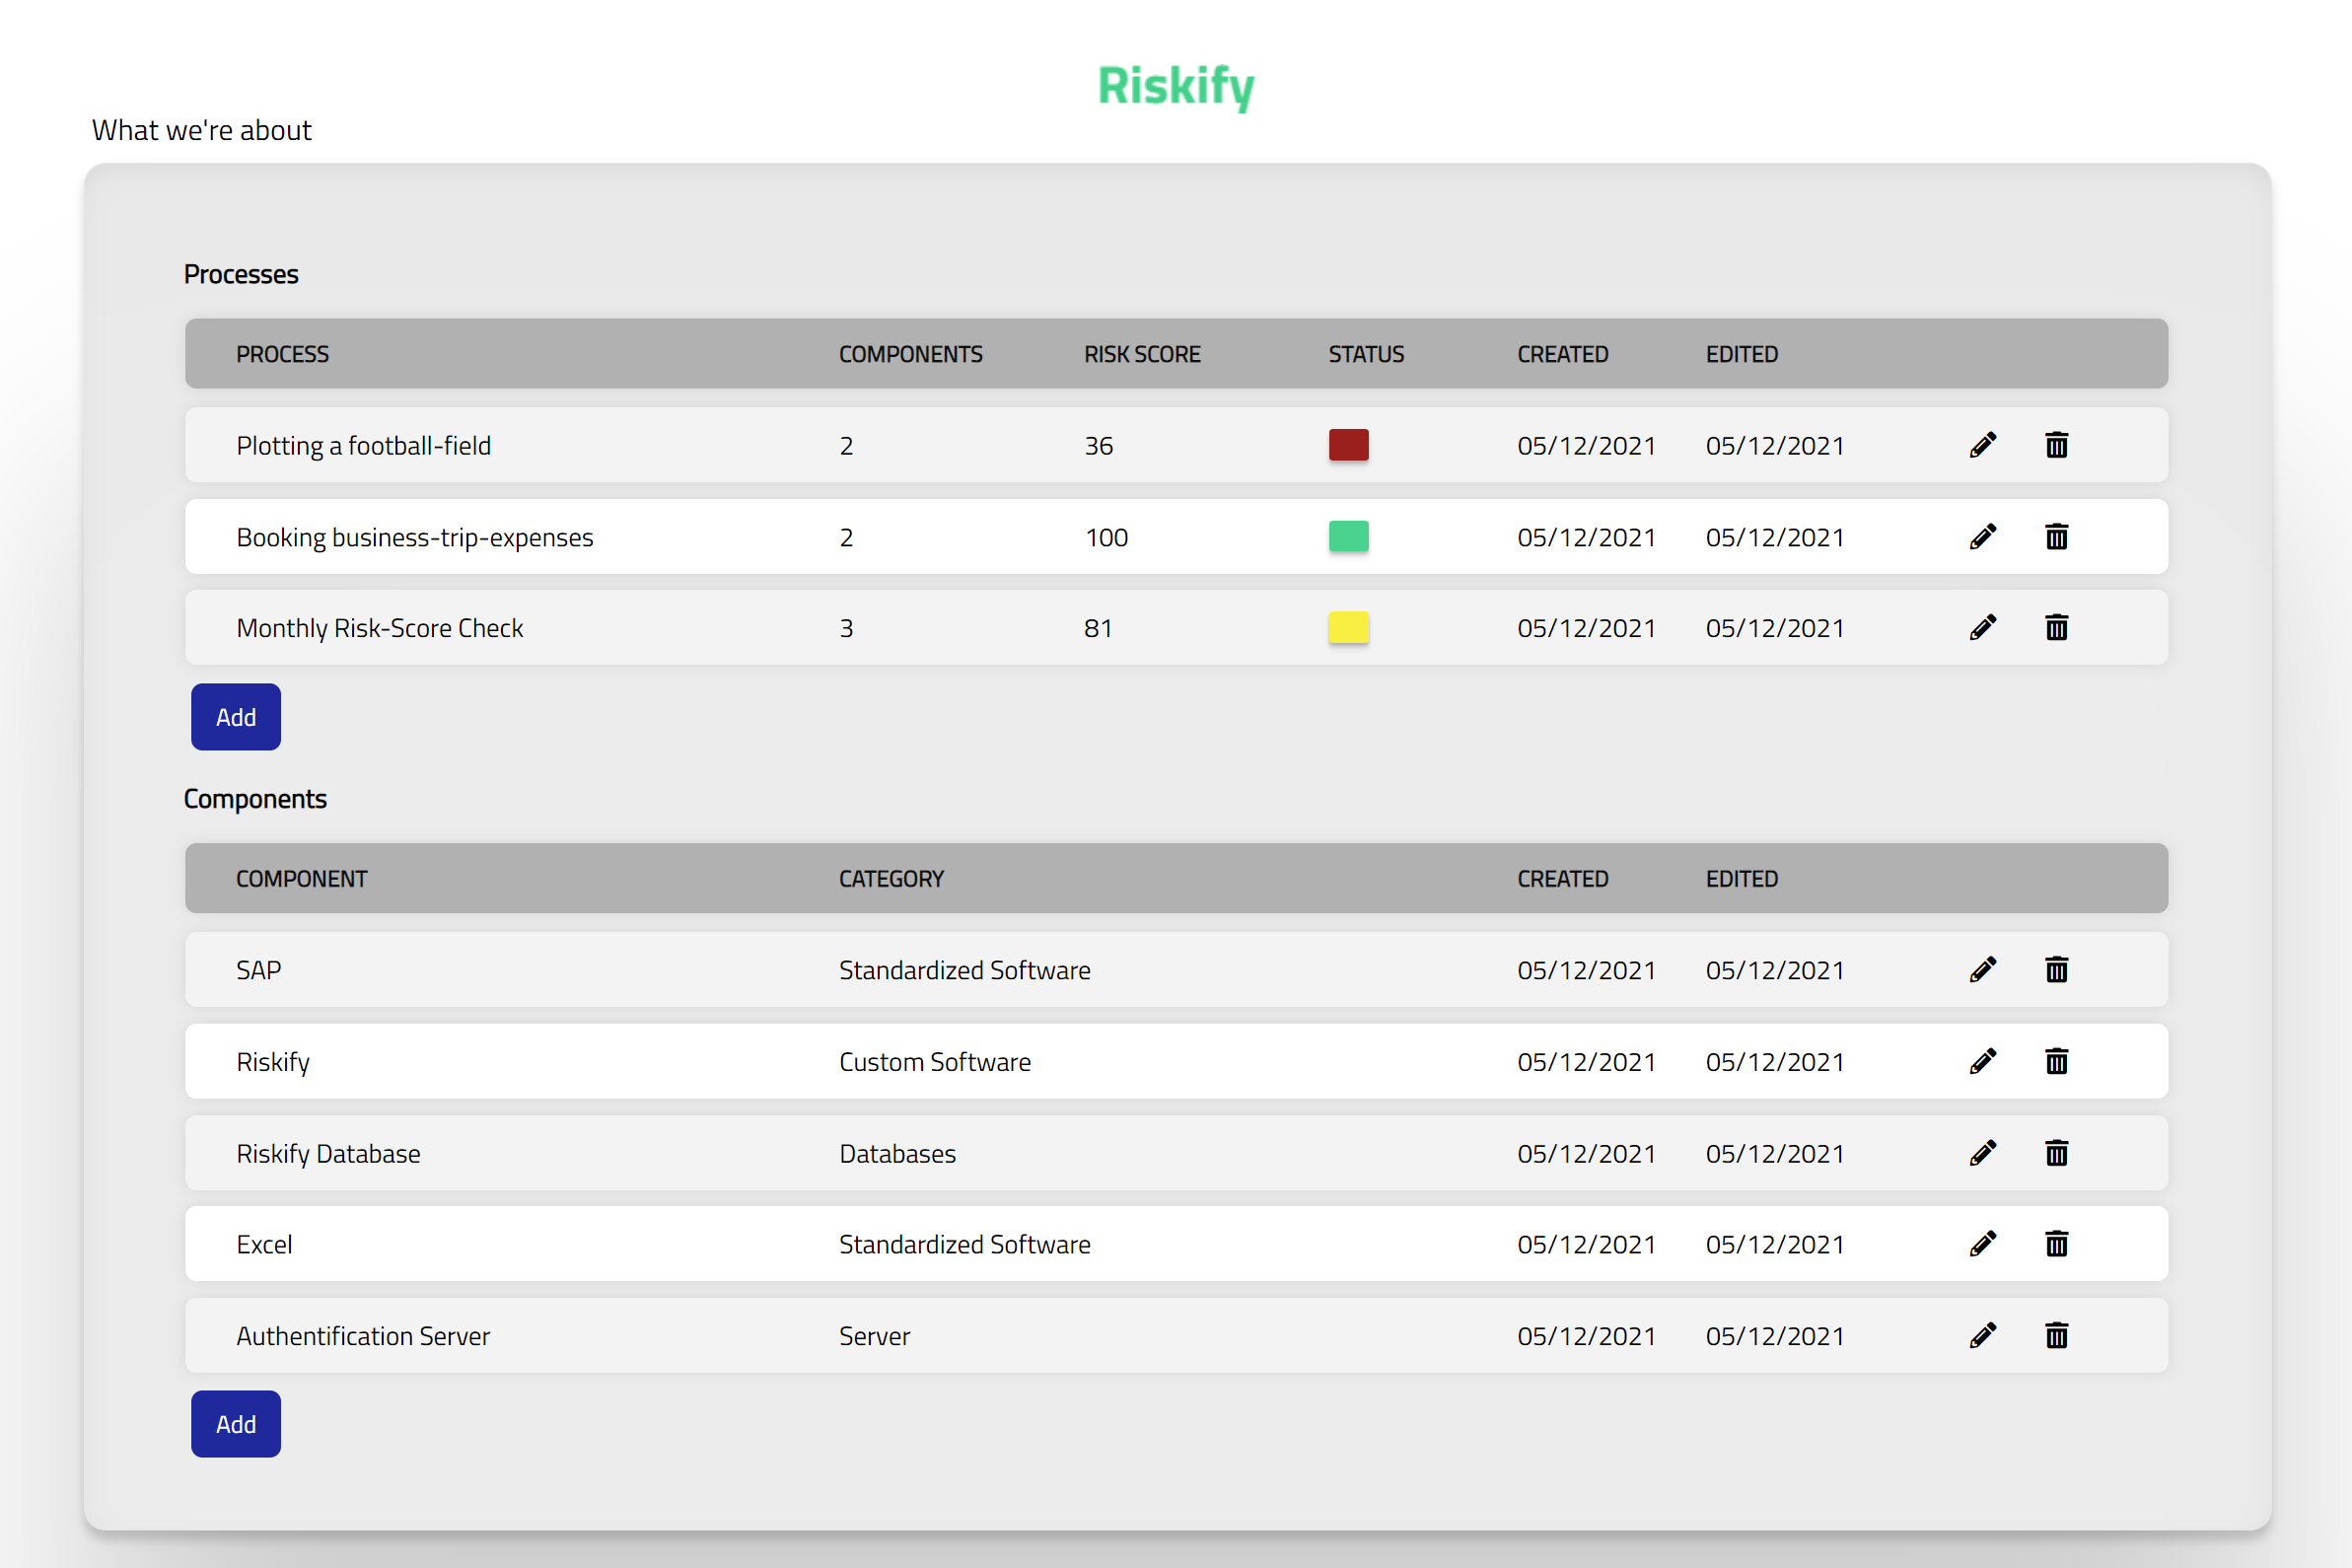 Riskify
What we're about
Processes
PROCESS COMPONENTS RISK SCORE STATUS CREATED EDITED
Plotting a football-field 2 36 05/12/2021 05/12/2021
Booking business-trip-expenses 2 100 05/12/2021 05/12/2021
Monthly Risk-Score Check 3 81 05/12/2021 05/12/2021
Add
Components
COMPONENT CATEGORY CREATED EDITED
SAP Standardized Software 05/12/2021 05/12/2021
Riskify Custom Software 05/12/2021 05/12/2021
Riskify Database Databases 05/12/2021 05/12/2021
Excel Standardized Software 05/12/2021 05/12/2021
Authentification Server Server 05/12/2021 05/12/2021
Add